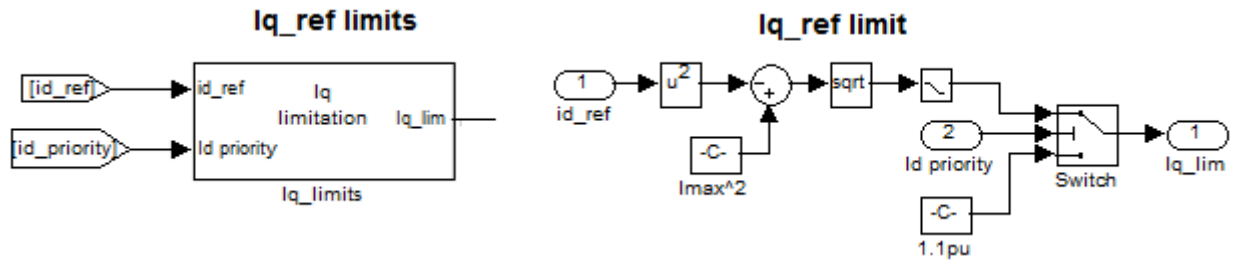 Iq_ref limits
[id_ref]
[id_priority]
id_ref
Iq
limitation
Iq_lim
Id priority
Iq_limits
Iq_ref limit
1
id_ref
u2
-
+
sqrt
-C-
Imax^2
2
Id priority
-C-
1.1pu
Switch
1
Iq_lim